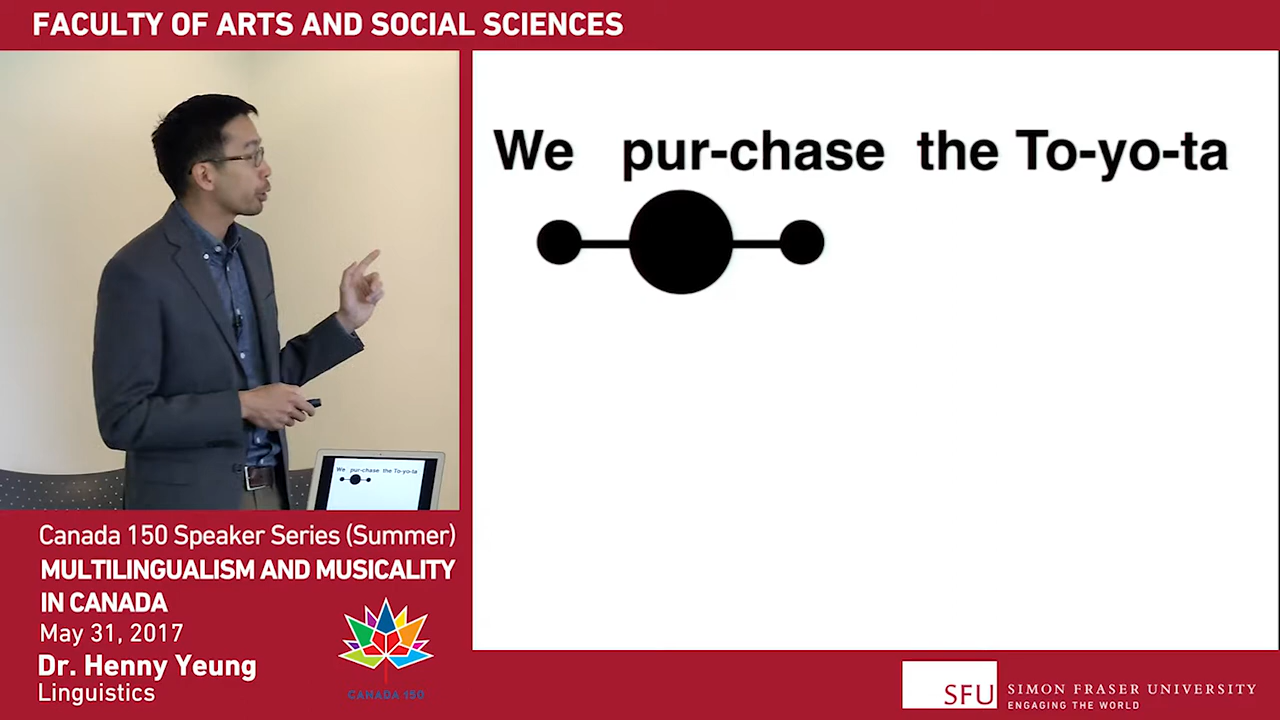 FACULTY OF ARTS AND SOCIAL SCIENCES
We pur-chase the To-yo-ta
We pur-chase the To-yo-ta
Canada 150 Speaker Series (Summer)
MULTILINGUALISM AND MUSICALITY
IN CANADA
May 31, 2017
Dr. Henny Yeung
Linguistics
CANADA 150
SFU
SIMON FRASER UNIVERSITY
ENGAGING THE WORLD